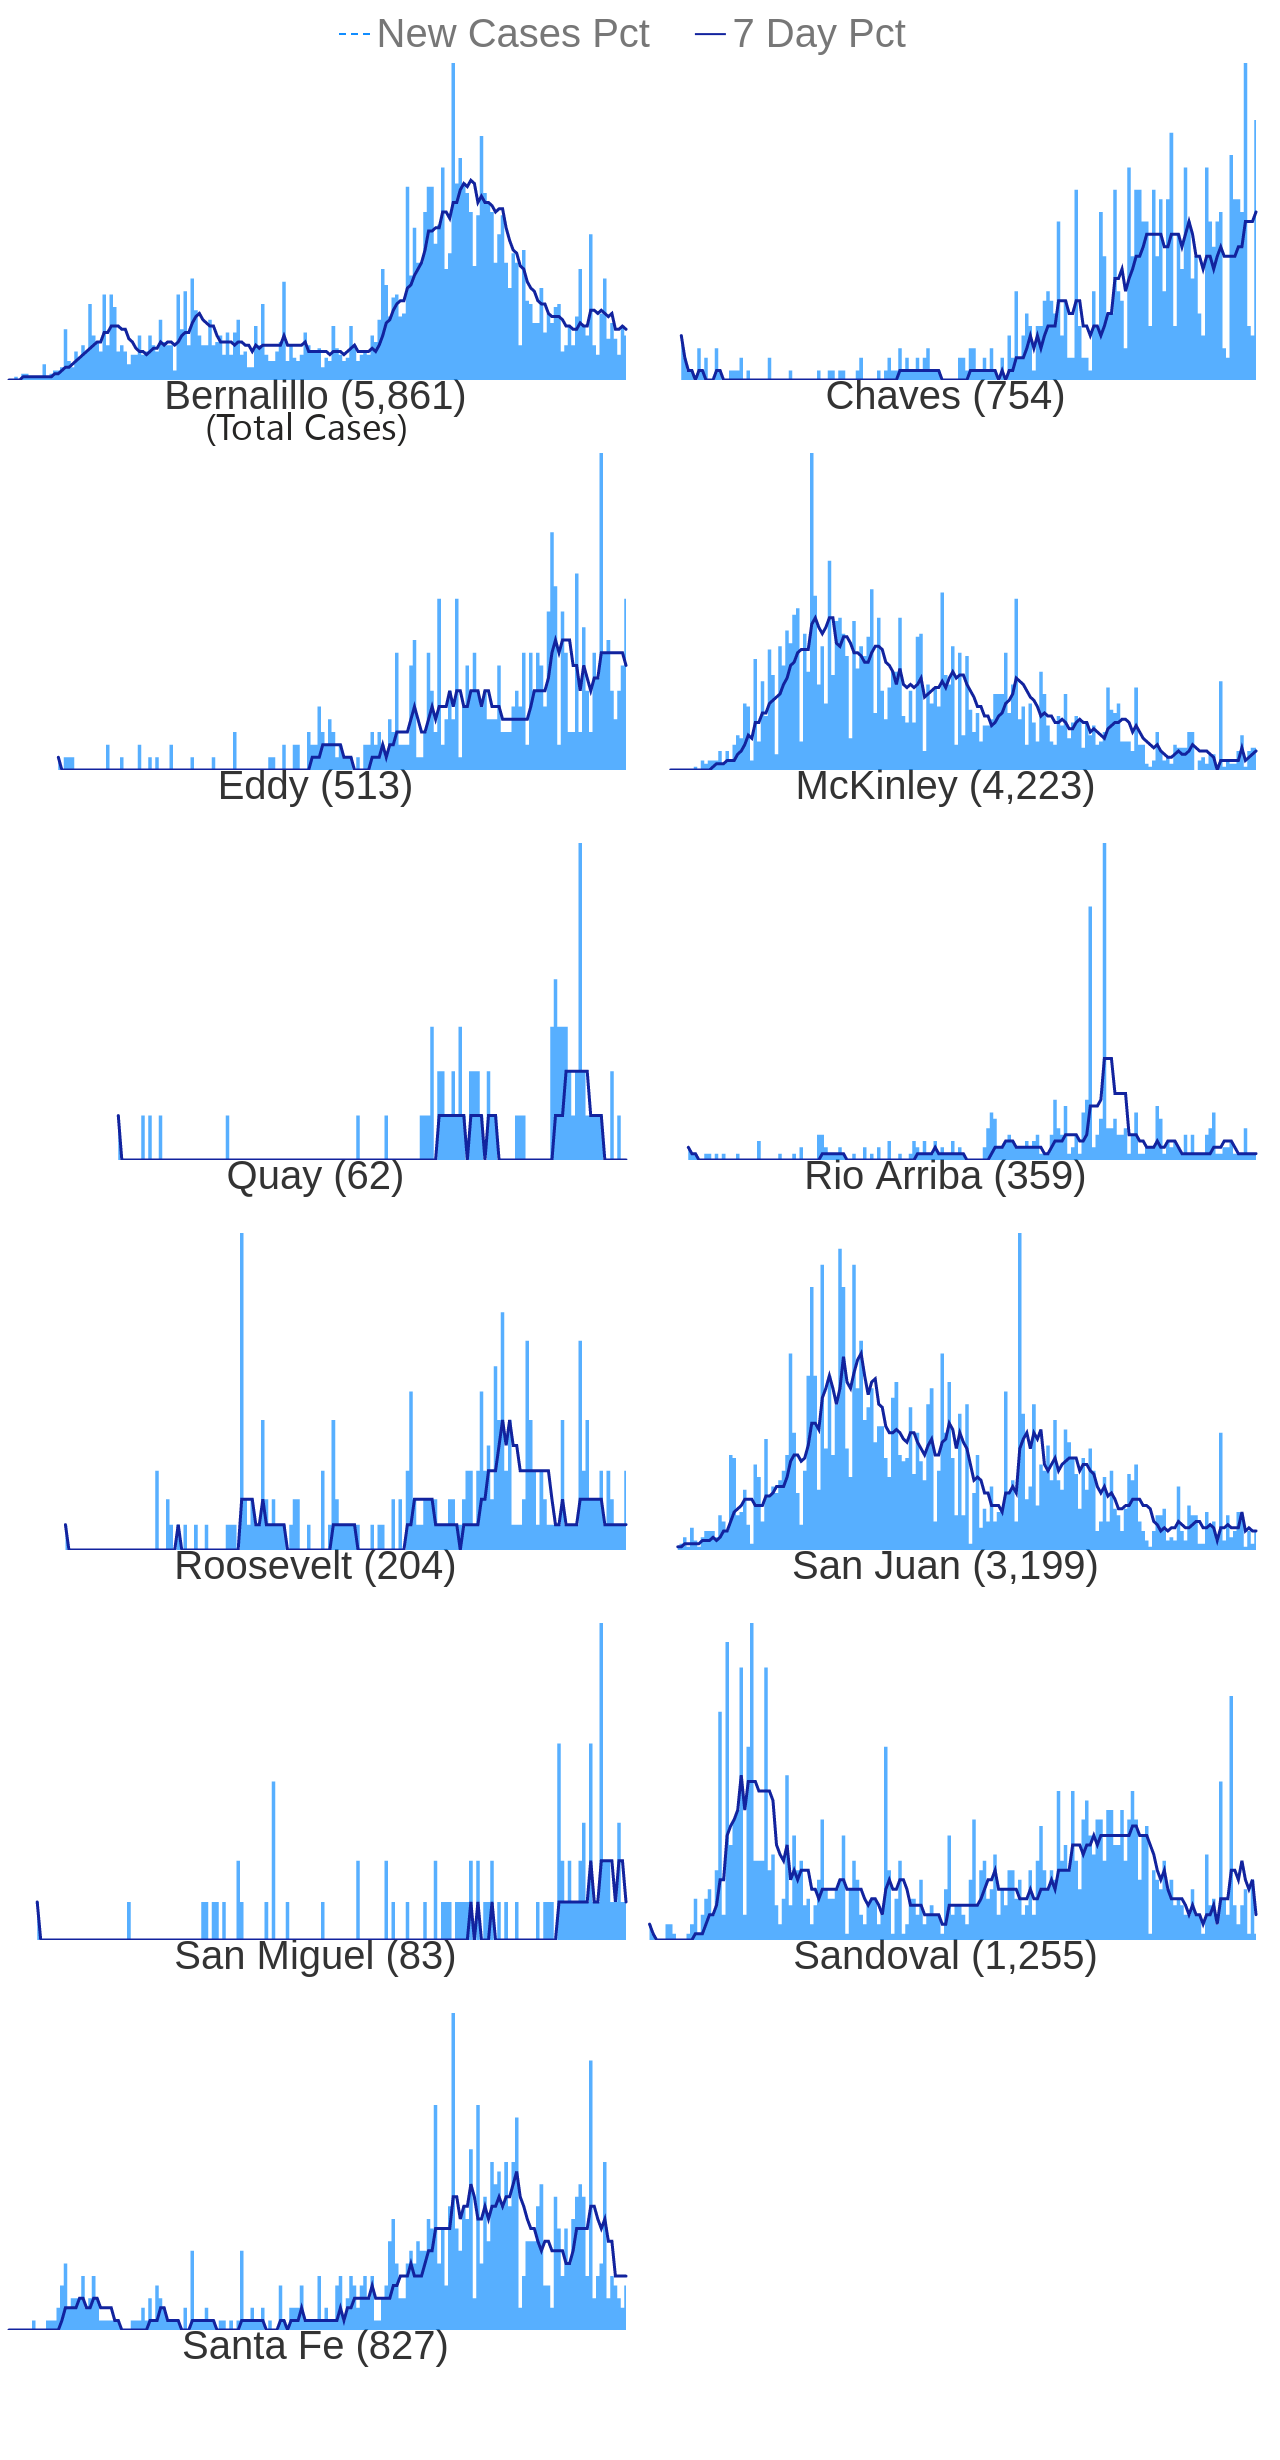 New Cases Pct 7 Day Pct
Bernalillo (5,861)
(Total Cases)
Chaves (754)
Eddy (513)
McKinley (4,223)
Quay (62)
Rio Arriba (359)
Roosevelt (204)
San Juan (3,199)
San Miguel (83)
Sandoval (1,255)
Santa Fe (827)